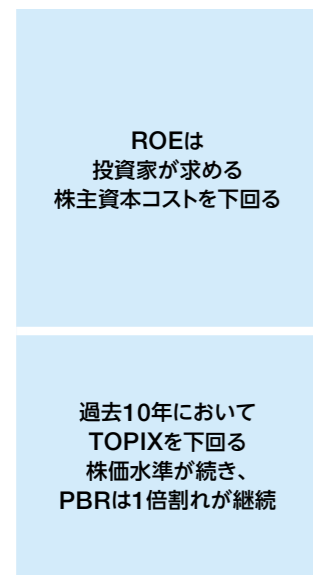 ROEは
投資家が求める
株主資本コストを下回る
過去10年において
TOPIXを下回る
株価水準が続き、
PBRは1倍割れが継続